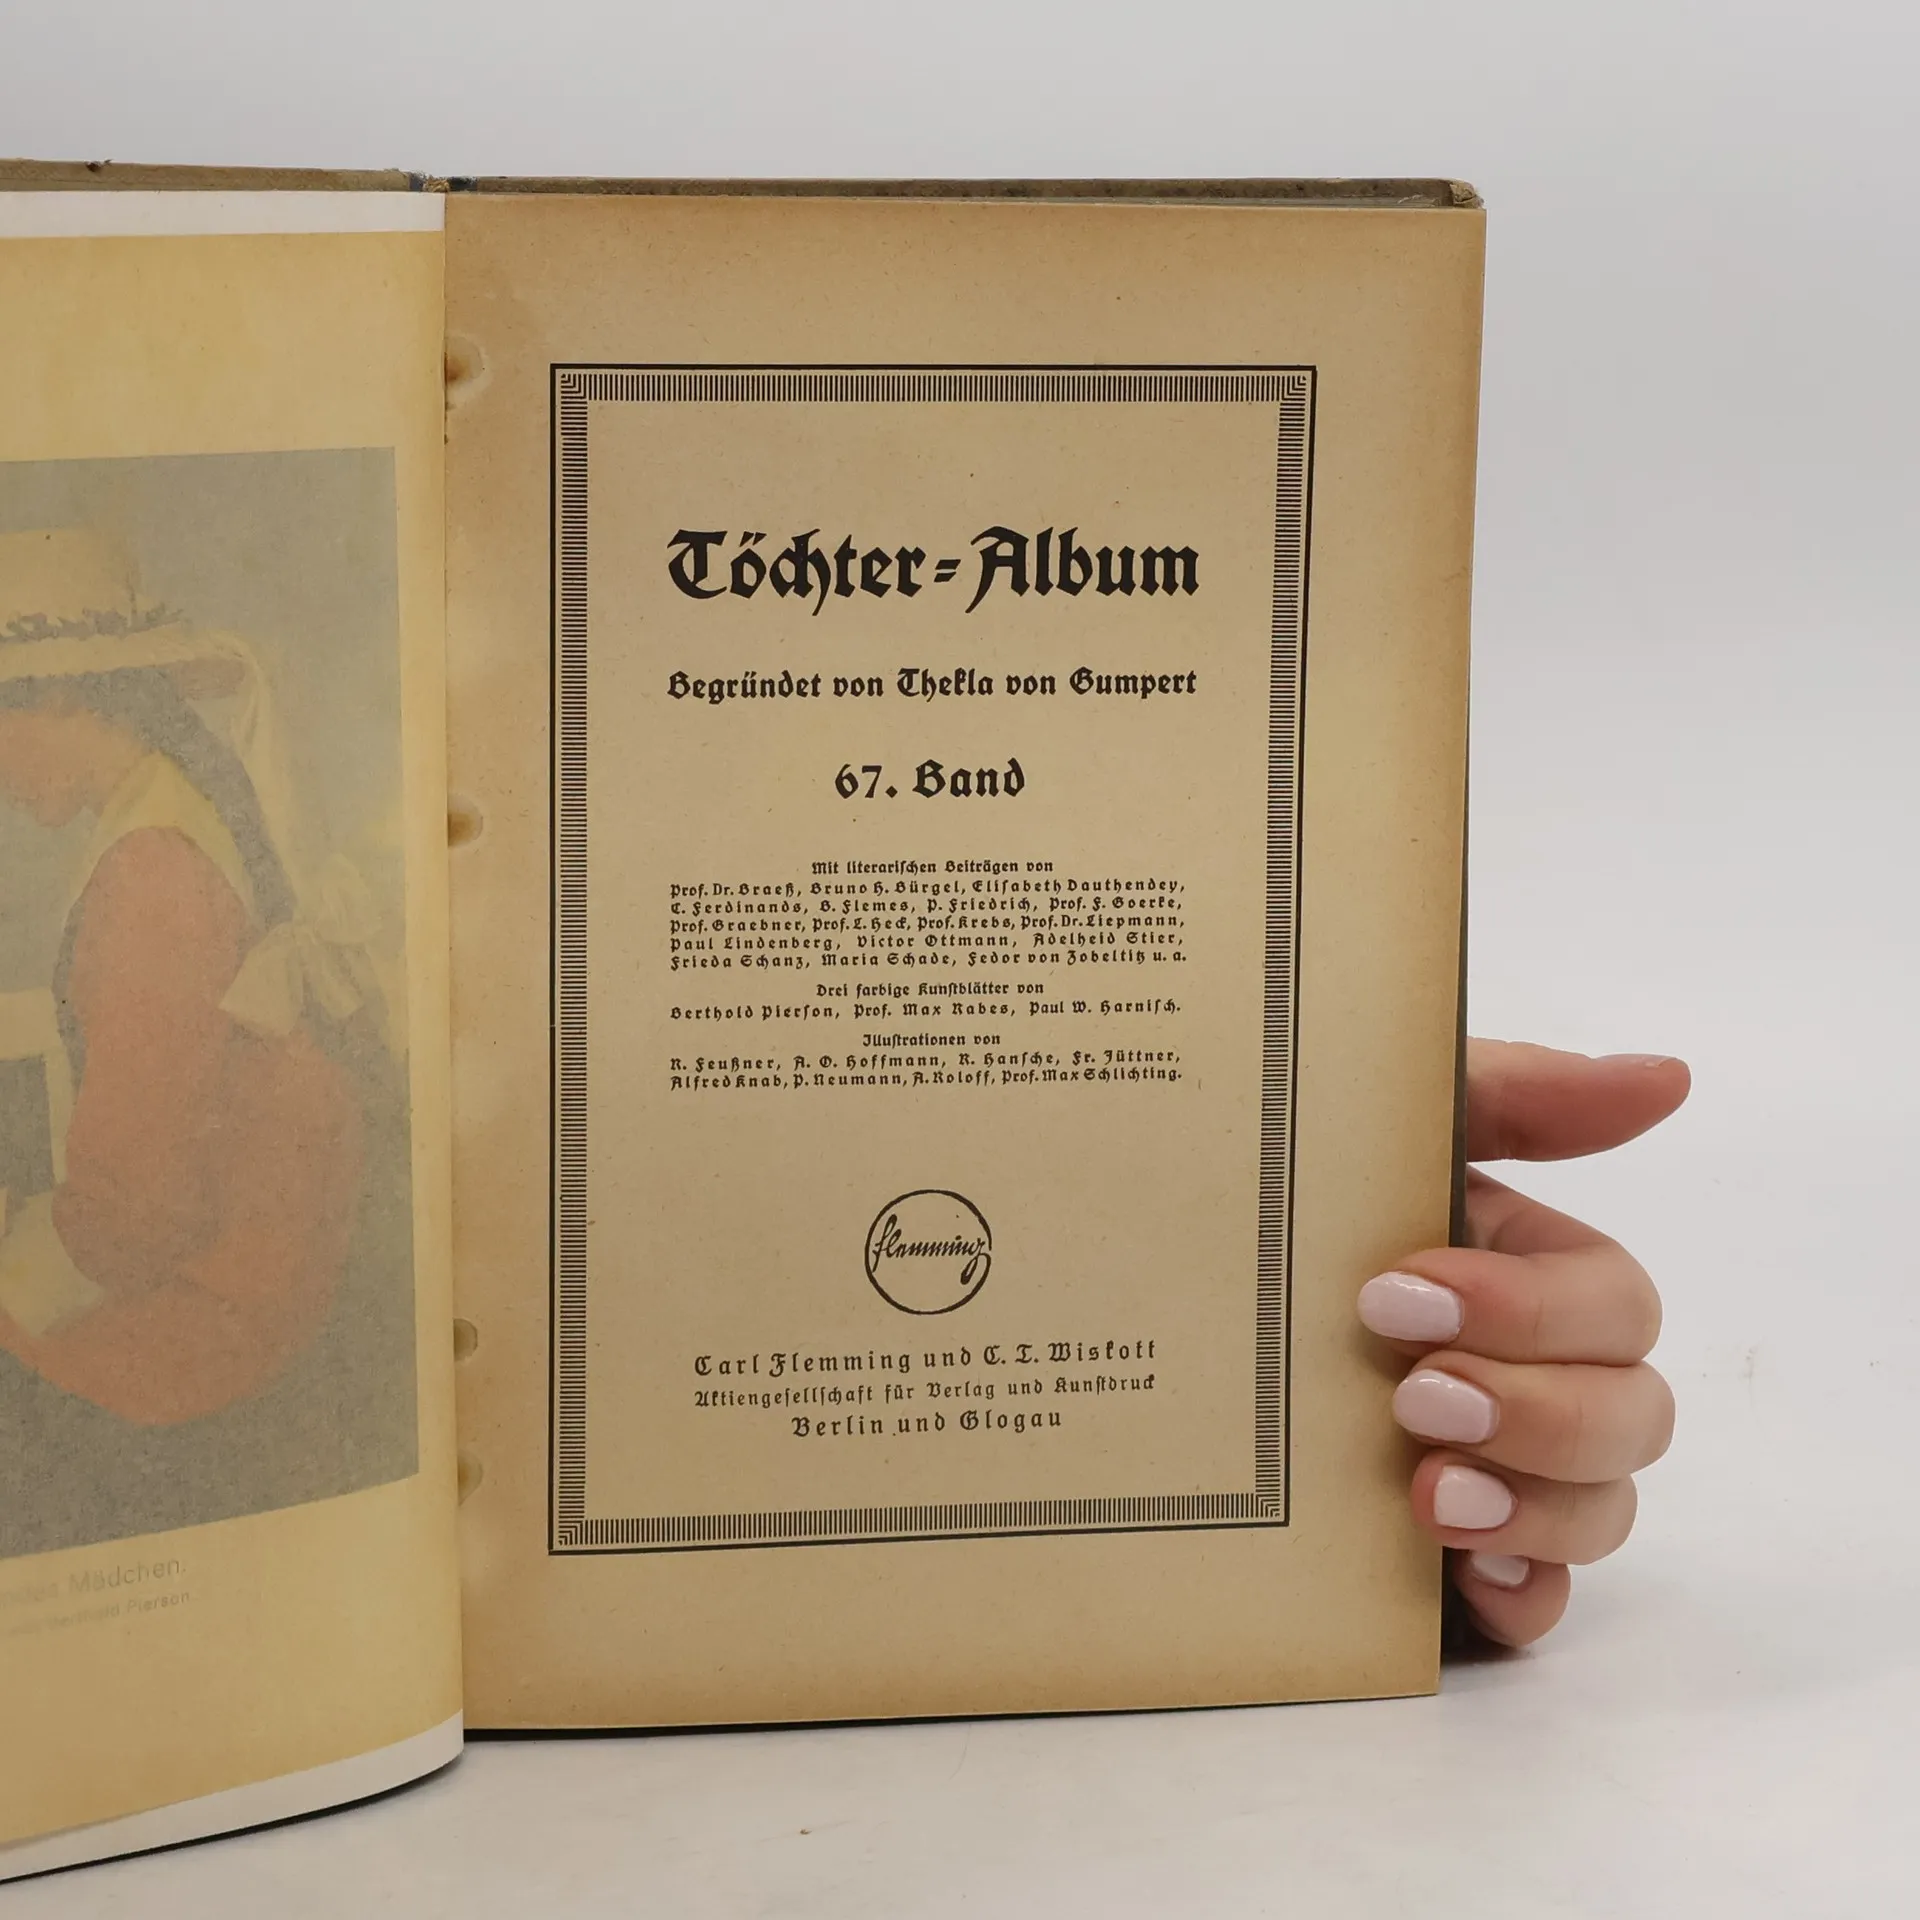 Töchter=Album
Begründet von Thekla von Gumpert
67. Band
Mit literariſchen Beiträgen von
Prof. Dr. Braeß, Bruno H. Bürgel, Eliſabeth Dauthendey,
C. Ferdinands, B. Flemes, P. Friedrich, Prof. F. Goerke,
Prof. Graebner, Prof. L. Heck, Prof. Krebs, Prof. Dr. Liepmann,
Paul Lindenberg, Victor Ottmann, Adelheid Stier,
Frieda Schanz, Maria Schade, Fedor von Zobeltitz u. a.
Drei farbige Kunſtblätter von
Berthold Pierſon, Prof. Max Rabes, Paul W. Harniſch.
Illuſtrationen von
R. Feußner, A. O. Hoffmann, R. Hanſche, Fr. Jüttner,
Alfred Knab, P. Neumann, A. Roloff, Prof. Max Schlichting.
Flemming
Carl Flemming und C. T. Wiskott
Aktiengeſellſchaft für Verlag und Kunſtdruck
Berlin und Glogau
Mädchen.
Pierson